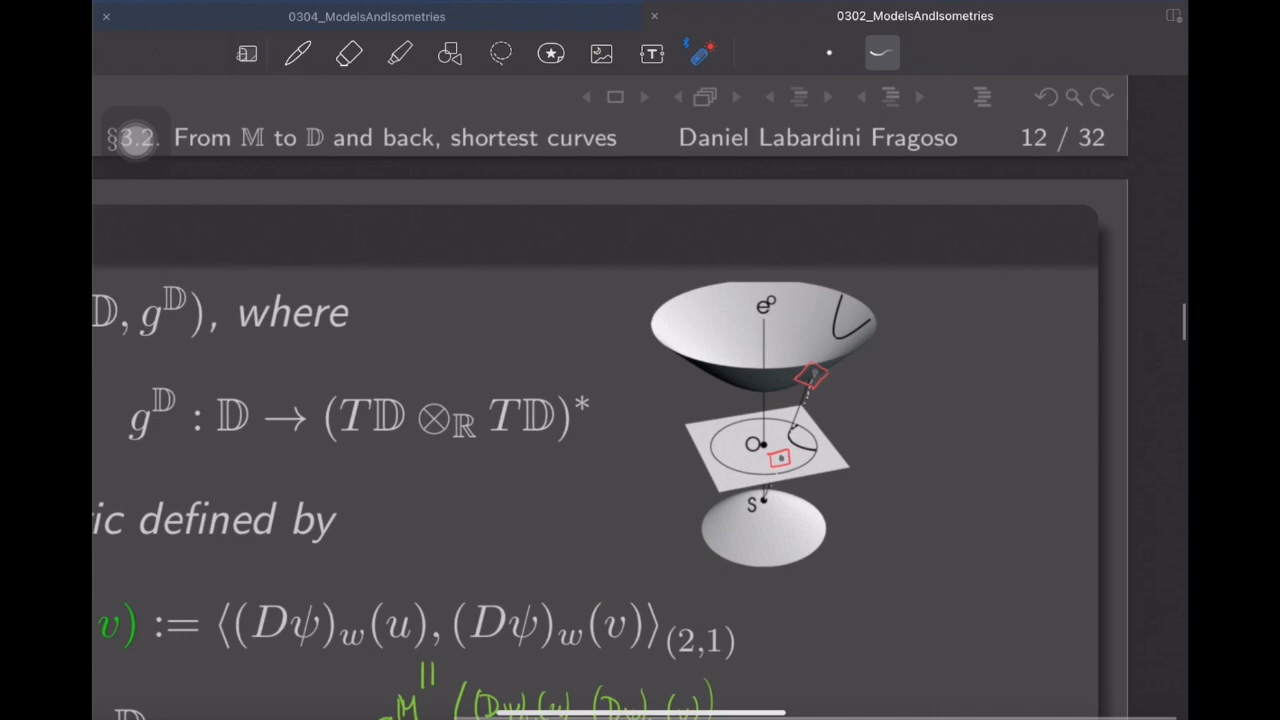 0304_ModelsAndIsometries
0302_ModelsAndIsometries
§3.2. From 𝕄 to 𝔻 and back, shortest curves Daniel Labardini Fragoso 12 / 32
𝔻, g^𝔻), where
g^𝔻 : 𝔻 → (T𝔻 ⊗_ℝ T𝔻)*
ic defined by
v) := ⟨(Dψ)_w(u), (Dψ)_w(v)⟩_(2,1)
e⁰
O
S